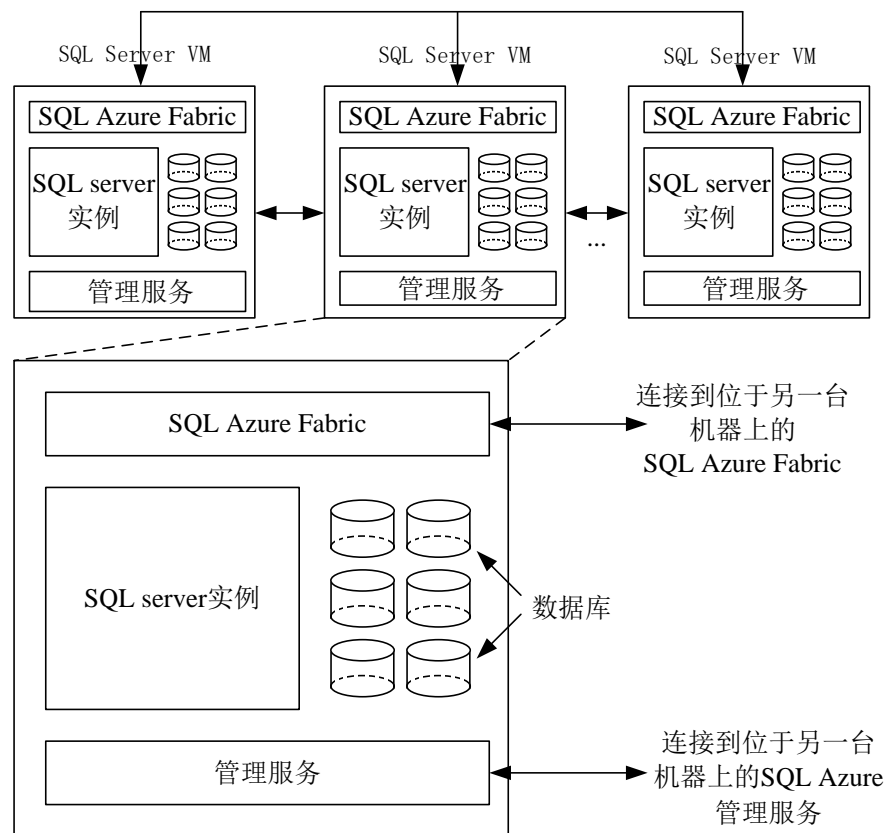 SQL Server VM
SQL Server VM
SQL Server VM
SQL Azure Fabric
SQL server
实例
管理服务
SQL Azure Fabric
SQL server
实例
管理服务
...
SQL Azure Fabric
SQL server
实例
管理服务
SQL Azure Fabric
连接到位于另一台
机器上的
SQL Azure Fabric
SQL server实例
数据库
管理服务
连接到位于另一台
机器上的SQL Azure
管理服务